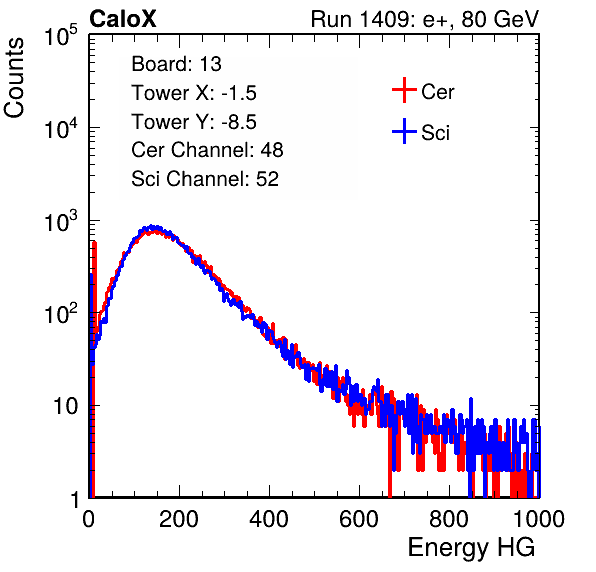 CaloX Run 1409: e+, 80 GeV
Counts
10^5
10^4
10^3
10^2
10
1
Board: 13
Tower X: -1.5
Tower Y: -8.5
Cer Channel: 48
Sci Channel: 52
Cer
Sci
0 200 400 600 800 1000
Energy HG